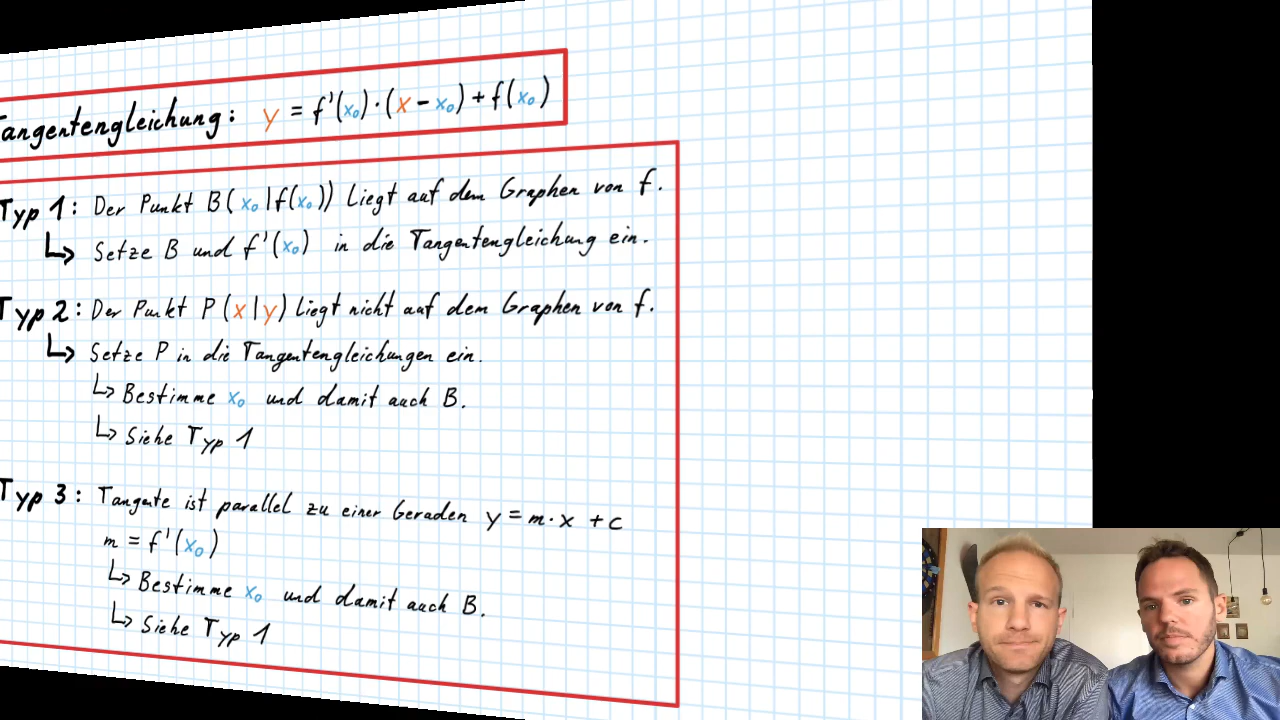 Tangentengleichung: y = f'(x₀)·(x - x₀) + f(x₀)
Typ 1: Der Punkt B(x₀|f(x₀)) liegt auf dem Graphen von f.
↳ Setze B und f'(x₀) in die Tangentengleichung ein.
Typ 2: Der Punkt P(x|y) liegt nicht auf dem Graphen von f.
↳ Setze P in die Tangentengleichungen ein.
↳ Bestimme x₀ und damit auch B.
↳ Siehe Typ 1
Typ 3: Tangente ist parallel zu einer Geraden y = m·x + c
m = f'(x₀)
↳ Bestimme x₀ und damit auch B.
↳ Siehe Typ 1